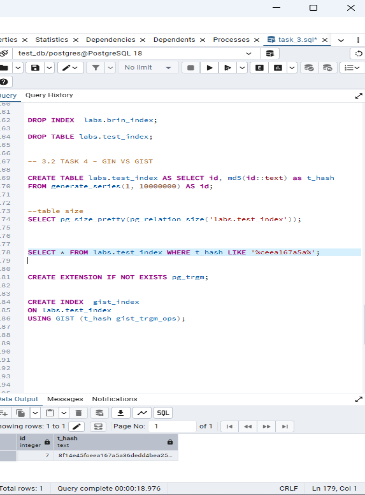 rties
Statistics
Dependencies
Dependents
Processes
task_3.sql*
test_db/postgres@PostgreSQL 18
No limit
Query
Query History
DROP INDEX  labs.brin_index;
DROP TABLE labs.test_index;
-- 3.2 TASK 4 - GIN VS GIST
CREATE TABLE labs.test_index AS SELECT id, md5(id::text) as t_hash
FROM generate_series(1, 10000000) AS id;
--table size
SELECT pg_size_pretty(pg_relation_size('labs.test_index'));
SELECT * FROM labs.test_index WHERE t_hash LIKE '%ceea167a5a%';
CREATE EXTENSION IF NOT EXISTS pg_trgm;
CREATE INDEX  gist_index
ON labs.test_index
USING GIST (t_hash gist_trgm_ops);
Data Output
Messages
Notifications
SQL
howing rows: 1 to 1
Page No:
1
of 1
id
integer
t_hash
text
7
8f14e45fceea167a5a36dedd4bea25...
Total rows: 1
Query complete 00:00:18.976
CRLF
Ln 179, Col 1